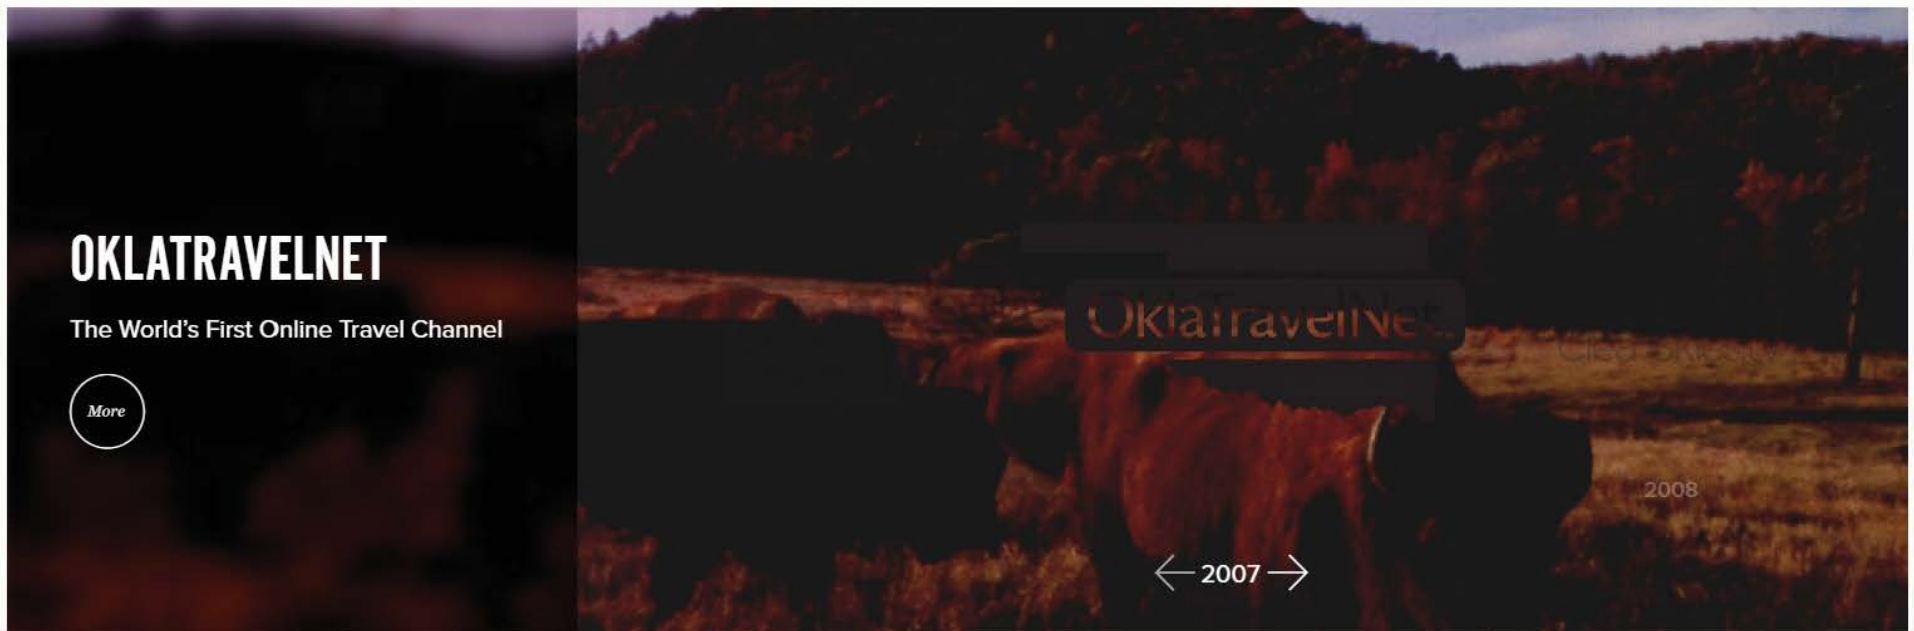 OKLATRAVELNET
The World's First Online Travel Channel
More
OklaTravelNet
2008
2007